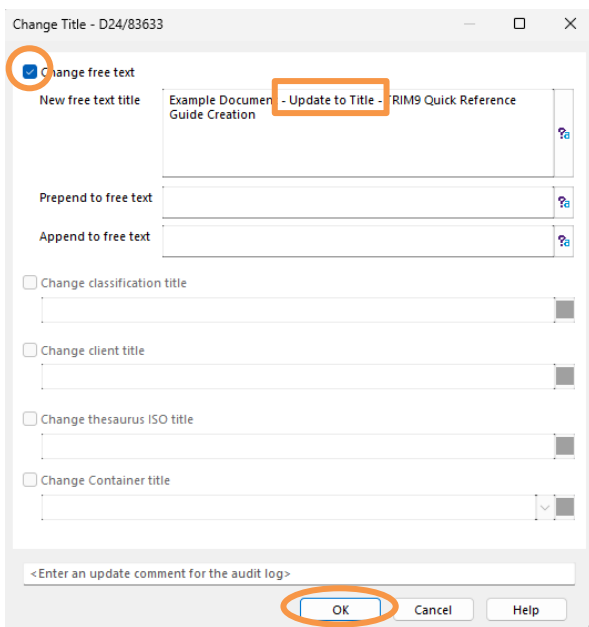 Change Title - D24/83633
Change free text
New free text title
Example Documen - Update to Title - TRIM9 Quick Reference
Guide Creation
Prepend to free text
Append to free text
Change classification title
Change client title
Change thesaurus ISO title
Change Container title
<Enter an update comment for the audit log>
OK Cancel Help